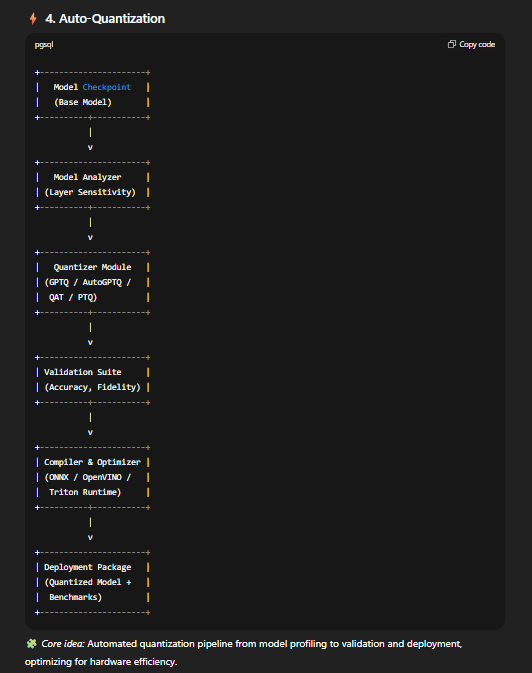 ⚡ 4. Auto-Quantization
pgsql
Copy code
+----------------------+
|   Model Checkpoint   |
|   (Base Model)       |
+----------+-----------+
|
v
+----------------------+
|   Model Analyzer     |
| (Layer Sensitivity)  |
+----------+-----------+
|
v
+----------------------+
|   Quantizer Module   |
| (GPTQ / AutoGPTQ /   |
|  QAT / PTQ)          |
+----------+-----------+
|
v
+----------------------+
| Validation Suite     |
| (Accuracy, Fidelity) |
+----------+-----------+
|
v
+----------------------+
| Compiler & Optimizer |
| (ONNX / OpenVINO /   |
|  Triton Runtime)     |
+----------+-----------+
|
v
+----------------------+
| Deployment Package   |
| (Quantized Model +   |
|  Benchmarks)         |
+----------------------+
🧩 Core idea: Automated quantization pipeline from model profiling to validation and deployment,
optimizing for hardware efficiency.